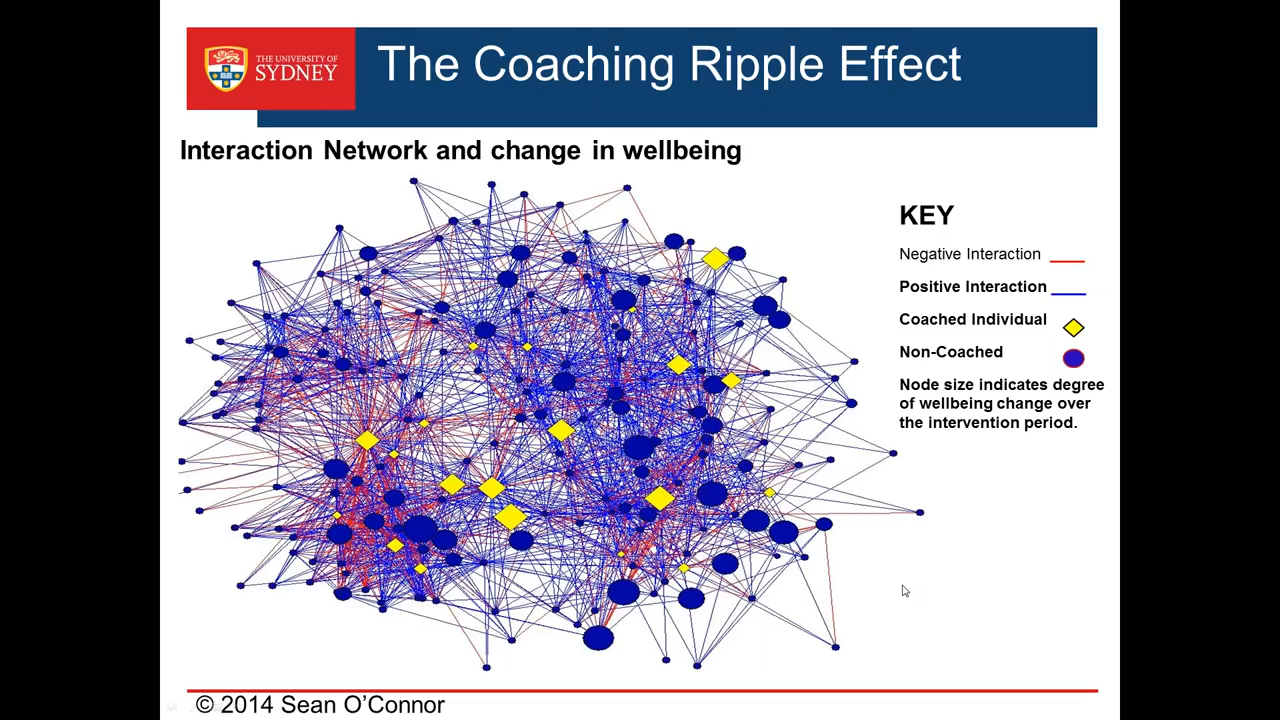 THE UNIVERSITY OF
SYDNEY
The Coaching Ripple Effect
Interaction Network and change in wellbeing
KEY
Negative Interaction
Positive Interaction
Coached Individual
Non-Coached
Node size indicates degree
of wellbeing change over
the intervention period.
© 2014 Sean O’Connor